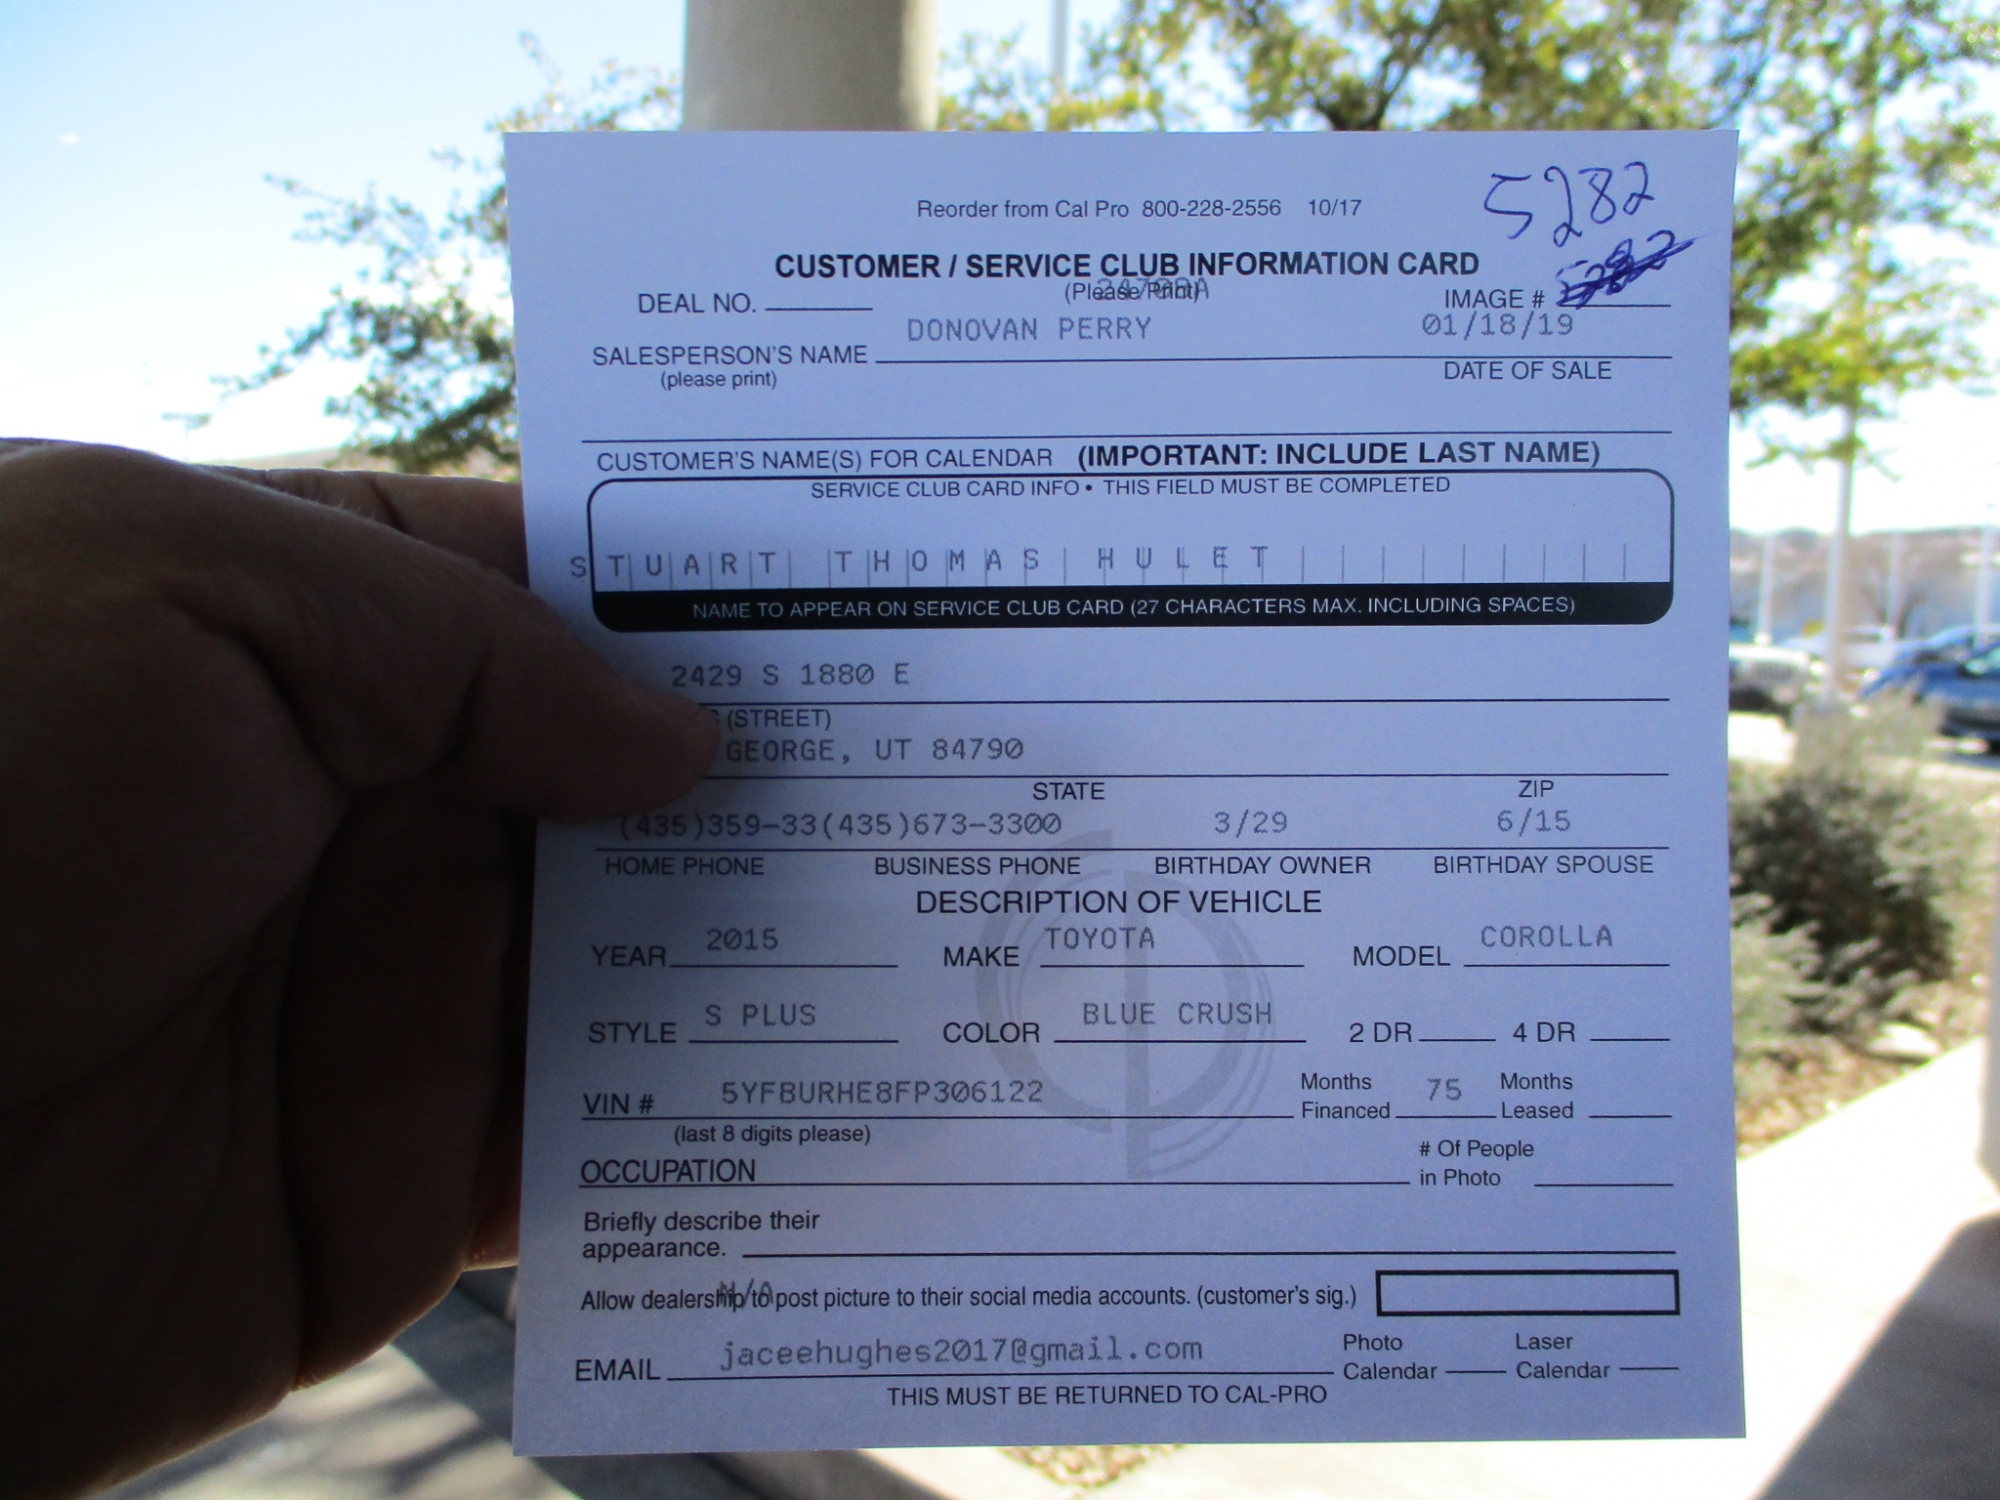 5282
Reorder from Cal Pro 800-228-2556 10/17
CUSTOMER / SERVICE CLUB INFORMATION CARD
(Please Print)
DEAL NO. IMAGE #
DONOVAN PERRY 01/18/19
SALESPERSON'S NAME
(please print) DATE OF SALE
CUSTOMER'S NAME(S) FOR CALENDAR (IMPORTANT: INCLUDE LAST NAME)
SERVICE CLUB CARD INFO • THIS FIELD MUST BE COMPLETED
STUART THOMAS HULET
NAME TO APPEAR ON SERVICE CLUB CARD (27 CHARACTERS MAX. INCLUDING SPACES)
2429 S 1880 E
(STREET)
GEORGE, UT 84790
STATE ZIP
(435)359-33(435)673-3300 3/29 6/15
HOME PHONE BUSINESS PHONE BIRTHDAY OWNER BIRTHDAY SPOUSE
DESCRIPTION OF VEHICLE
YEAR 2015 MAKE TOYOTA MODEL COROLLA
STYLE S PLUS COLOR BLUE CRUSH 2 DR 4 DR
VIN # 5YFBURHE8FP306122 Months Financed 75 Months Leased
(last 8 digits please)
OCCUPATION # Of People in Photo
Briefly describe their
appearance.
N/A
Allow dealership to post picture to their social media accounts. (customer's sig.)
EMAIL jaceehughes2017@gmail.com Photo Calendar Laser Calendar
THIS MUST BE RETURNED TO CAL-PRO